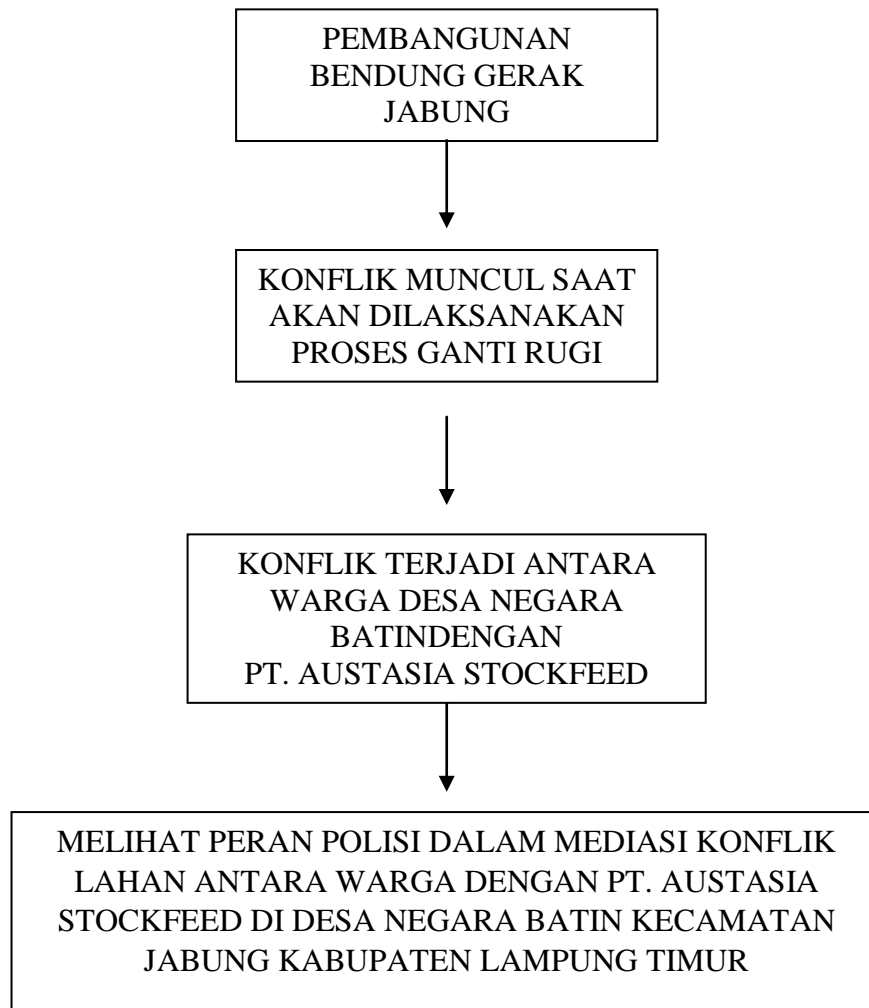 PEMBANGUNAN
BENDUNG GERAK
JABUNG
KONFLIK MUNCUL SAAT
AKAN DILAKSANAKAN
PROSES GANTI RUGI
KONFLIK TERJADI ANTARA
WARGA DESA NEGARA
BATINDENGAN
PT. AUSTASIA STOCKFEED
MELIHAT PERAN POLISI DALAM MEDIASI KONFLIK
LAHAN ANTARA WARGA DENGAN PT. AUSTASIA
STOCKFEED DI DESA NEGARA BATIN KECAMATAN
JABUNG KABUPATEN LAMPUNG TIMUR